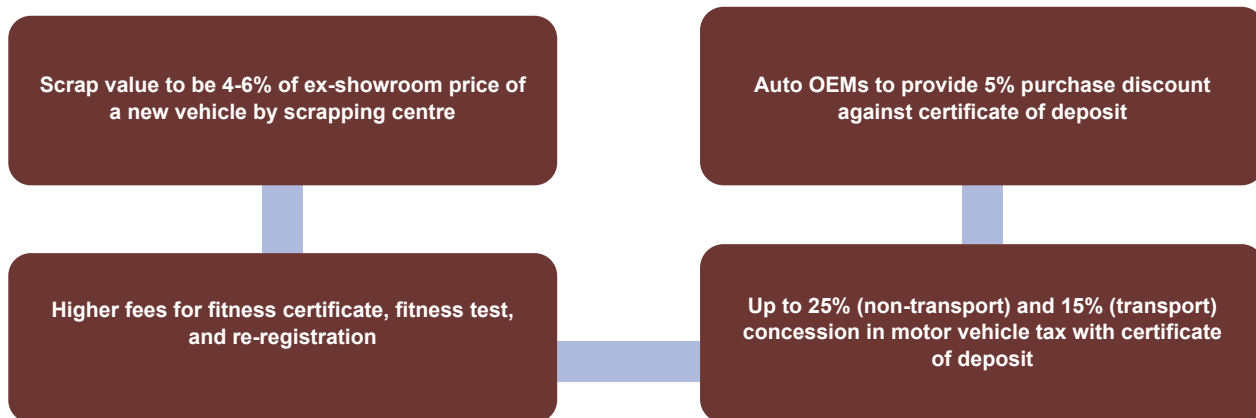 Scrap value to be 4-6% of ex-showroom price of
a new vehicle by scrapping centre
Higher fees for fitness certificate, fitness test,
and re-registration
Up to 25% (non-transport) and 15% (transport)
concession in motor vehicle tax with certificate
of deposit
Auto OEMs to provide 5% purchase discount
against certificate of deposit